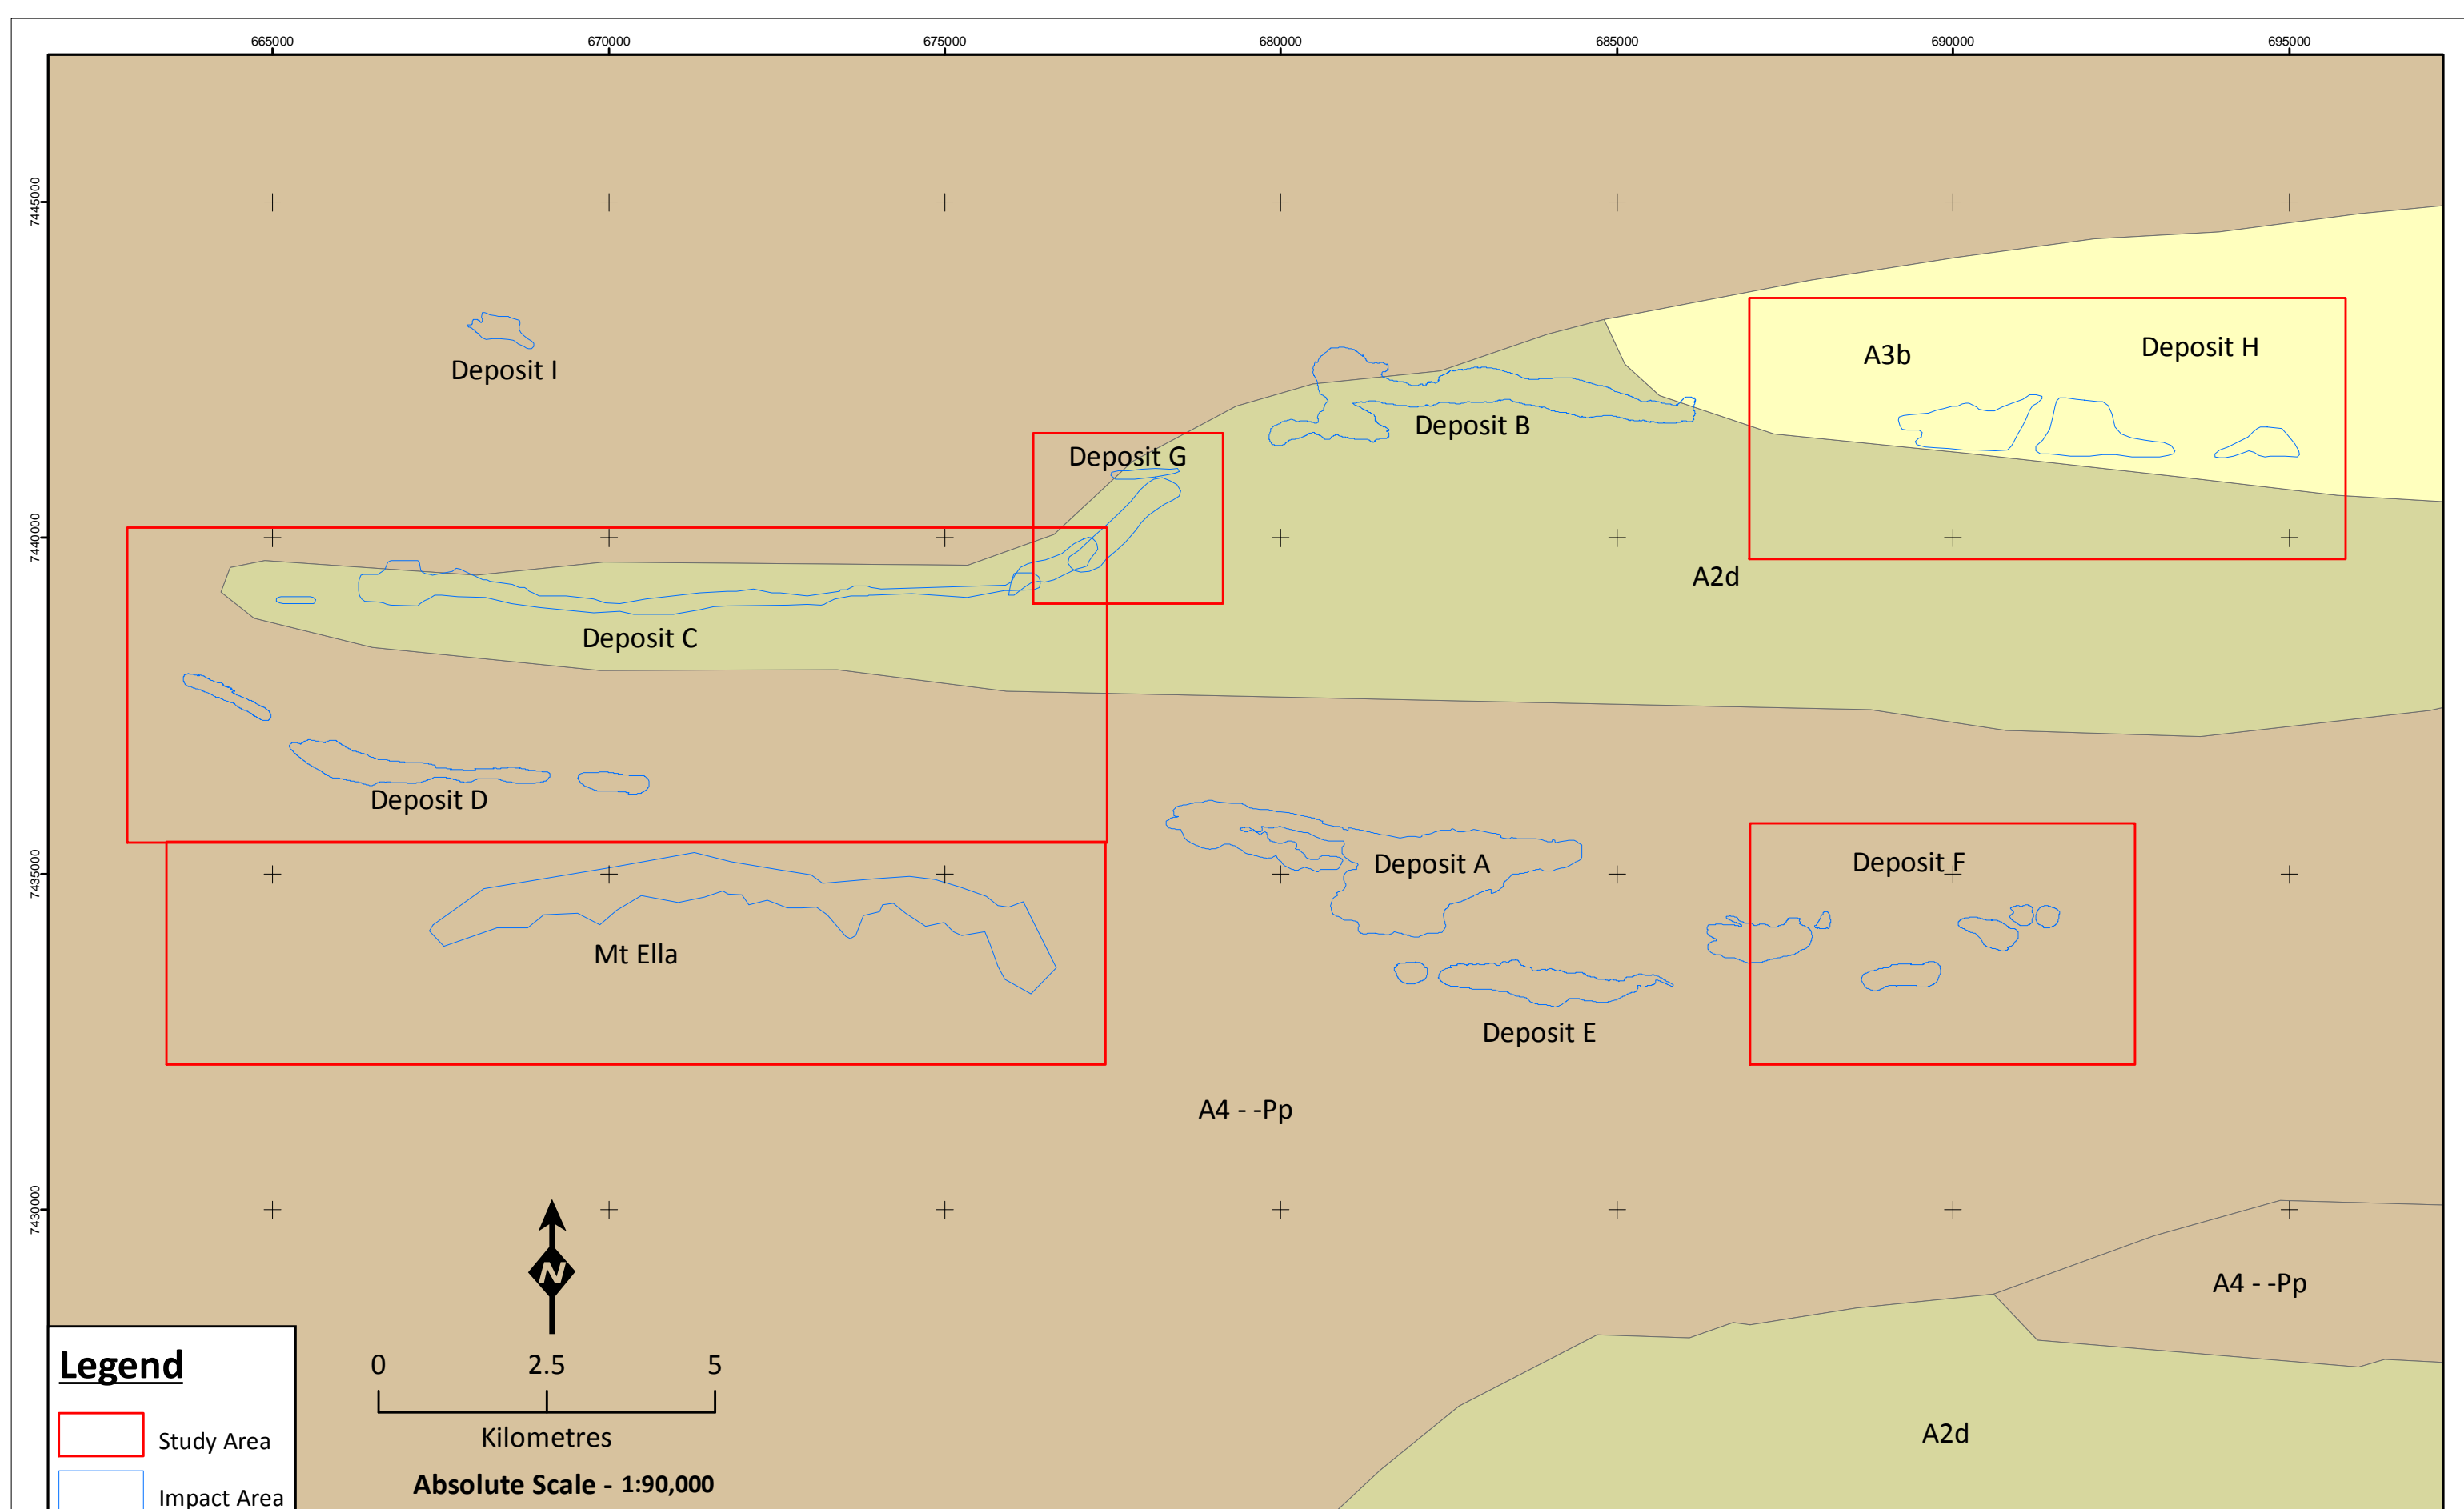 665000 670000 675000 680000 685000 690000 695000
7445000
A3b
Deposit H
Deposit I
Deposit B
Deposit G
7440000
A2d
Deposit C
Deposit D
Deposit A
Deposit F
7435000
Mt Ella
Deposit E
A4 - -Pp
7430000
N
A4 - -Pp
Legend
Study Area
Impact Area
0 2.5 5
Kilometres
Absolute Scale - 1:90,000
A2d